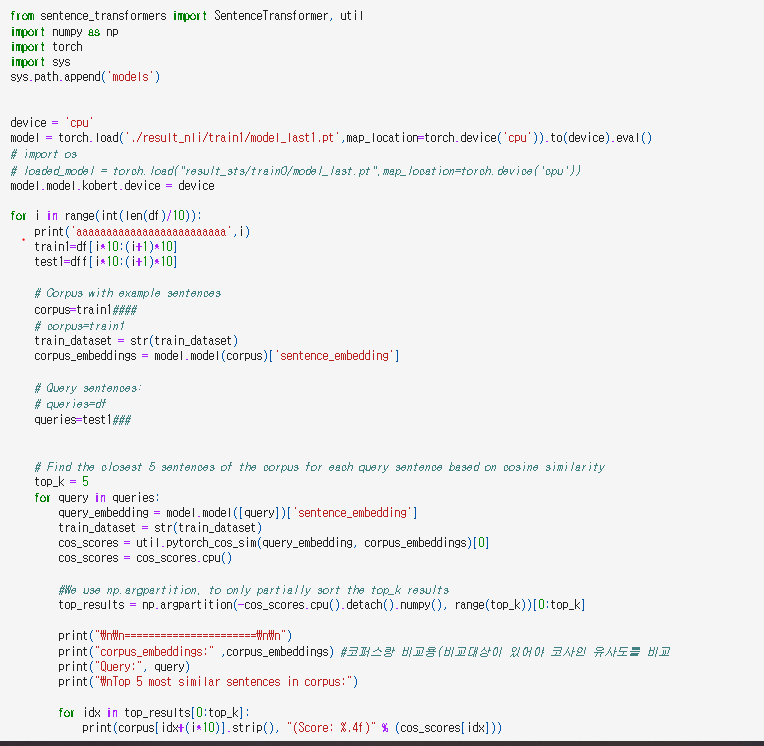 from sentence_transformers import SentenceTransformer, util
import numpy as np
import torch
import sys
sys.path.append('models')
device = 'cpu'
model = torch.load('./result_nli/train1/model_last1.pt',map_location=torch.device('cpu')).to(device).eval()
# import os
# loaded_model = torch.load("result_sts/train0/model_last.pt",map_location=torch.device('cpu'))
model.model.kobert.device = device
for i in range(int(len(df)/10)):
    print('aaaaaaaaaaaaaaaaaaaaaaaaa',i)
    train1=df[i*10:(i+1)*10]
    test1=dff[i*10:(i+1)*10]
    # Corpus with example sentences
    corpus=train1####
    # corpus=train1
    train_dataset = str(train_dataset)
    corpus_embeddings = model.model(corpus)['sentence_embedding']
    # Query sentences:
    # queries=df
    queries=test1###
    # Find the closest 5 sentences of the corpus for each query sentence based on cosine similarity
    top_k = 5
    for query in queries:
        query_embedding = model.model([query])['sentence_embedding']
        train_dataset = str(train_dataset)
        cos_scores = util.pytorch_cos_sim(query_embedding, corpus_embeddings)[0]
        cos_scores = cos_scores.cpu()
        #We use np.argpartition, to only partially sort the top_k results
        top_results = np.argpartition(-cos_scores.cpu().detach().numpy(), range(top_k))[0:top_k]
        print("₩n₩n======================₩n₩n")
        print("corpus_embeddings:" ,corpus_embeddings) #코퍼스랑 비교용(비교대상이 있어야 코사인 유사도를 비교
        print("Query:", query)
        print("₩nTop 5 most similar sentences in corpus:")
        for idx in top_results[0:top_k]:
            print(corpus[idx+(i*10)].strip(), "(Score: %.4f)" % (cos_scores[idx]))